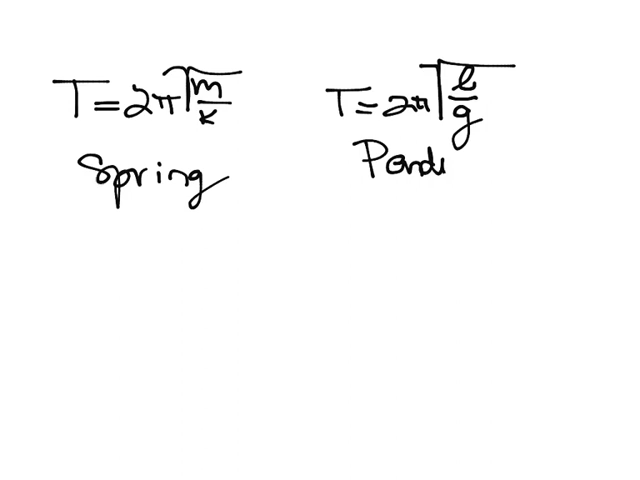 T = 2π√(m/k) T = 2π√(l/g)
Spring Pendu